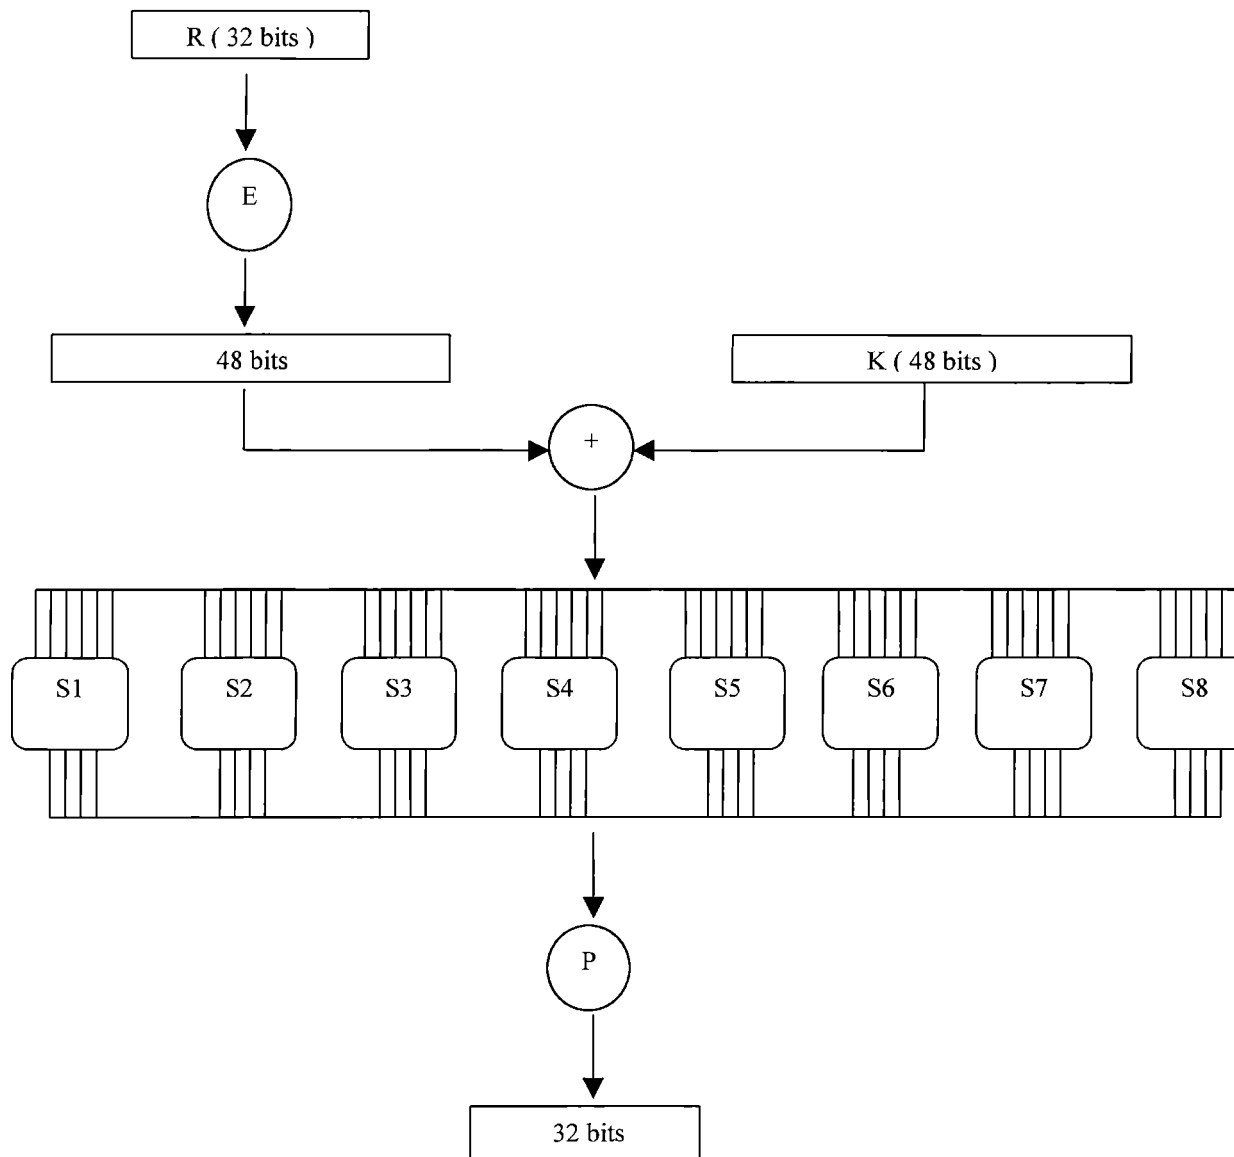 R ( 32 bits )
E
48 bits
K ( 48 bits )
+
S1
S2
S3
S4
S5
S6
S7
S8
P
32 bits